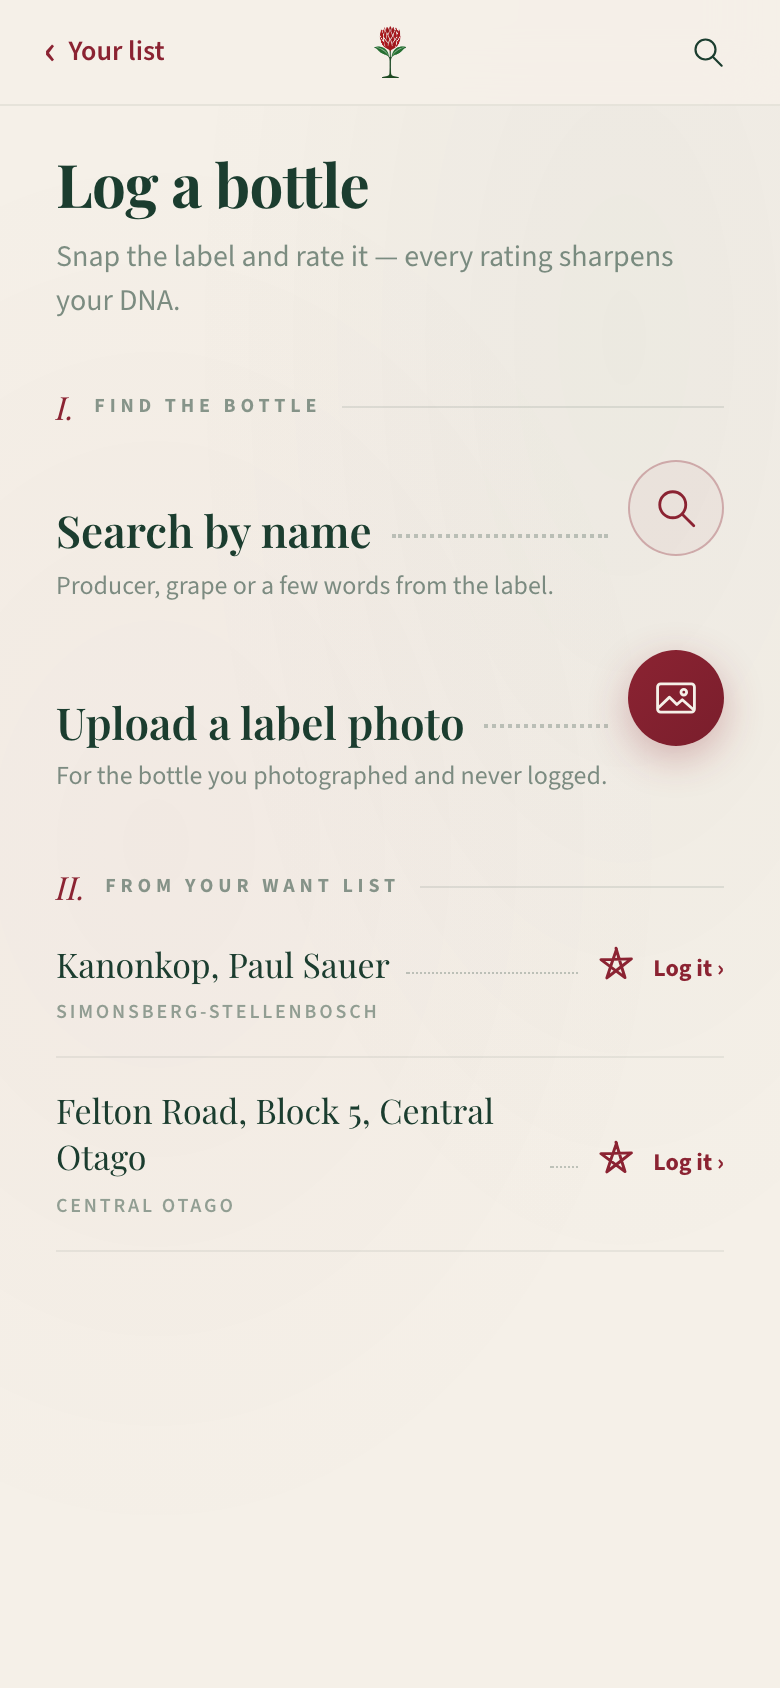 ‹ Your list
Log a bottle
Snap the label and rate it — every rating sharpens
your DNA.
I. FIND THE BOTTLE
Search by name
Producer, grape or a few words from the label.
Upload a label photo
For the bottle you photographed and never logged.
II. FROM YOUR WANT LIST
Kanonkop, Paul Sauer Log it ›
SIMONSBERG-STELLENBOSCH
Felton Road, Block 5, Central
Otago Log it ›
CENTRAL OTAGO